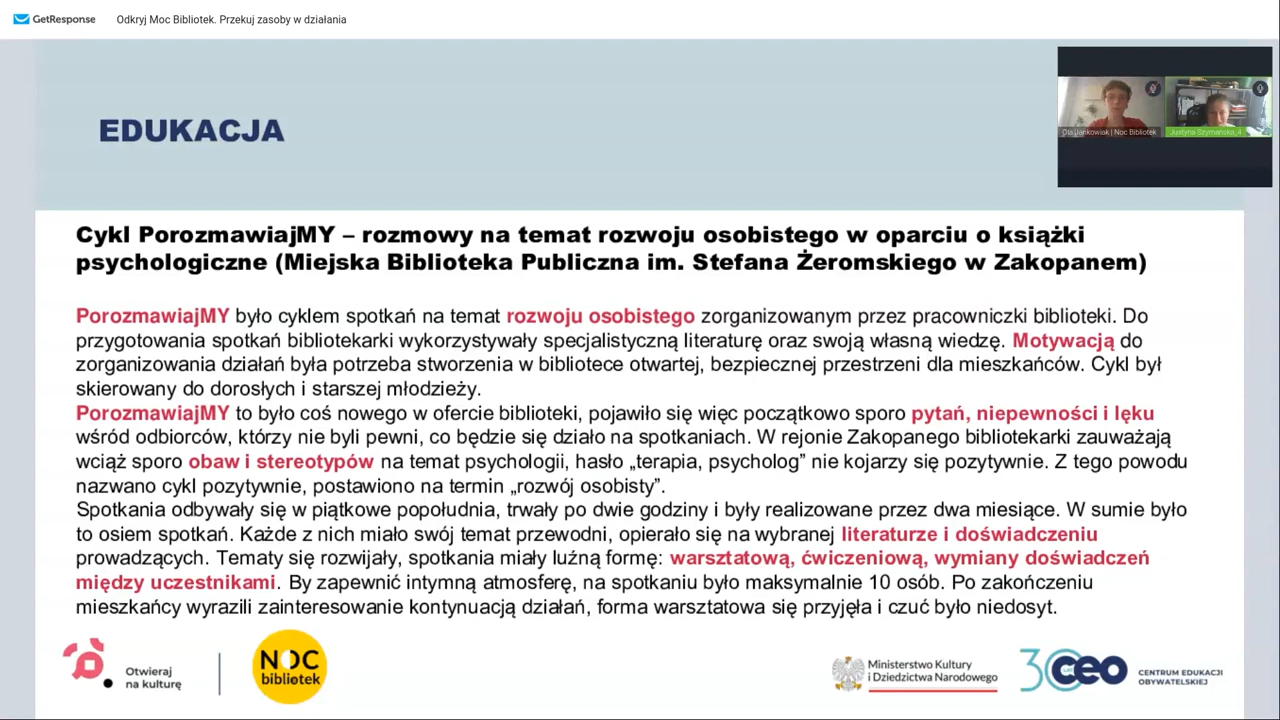 GetResponse Odkryj Moc Bibliotek. Przekuj zasoby w działania
EDUKACJA
Ola Jankowiak | Noc Bibliotek
Justyna Szymańska_4
Cykl PorozmawiajMY – rozmowy na temat rozwoju osobistego w oparciu o książki
psychologiczne (Miejska Biblioteka Publiczna im. Stefana Żeromskiego w Zakopanem)
PorozmawiajMY było cyklem spotkań na temat rozwoju osobistego zorganizowanym przez pracowniczki biblioteki. Do
przygotowania spotkań bibliotekarki wykorzystywały specjalistyczną literaturę oraz swoją własną wiedzę. Motywacją do
zorganizowania działań była potrzeba stworzenia w bibliotece otwartej, bezpiecznej przestrzeni dla mieszkańców. Cykl był
skierowany do dorosłych i starszej młodzieży.
PorozmawiajMY to było coś nowego w ofercie biblioteki, pojawiło się więc początkowo sporo pytań, niepewności i lęku
wśród odbiorców, którzy nie byli pewni, co będzie się działo na spotkaniach. W rejonie Zakopanego bibliotekarki zauważają
wciąż sporo obaw i stereotypów na temat psychologii, hasło „terapia, psycholog” nie kojarzy się pozytywnie. Z tego powodu
nazwano cykl pozytywnie, postawiono na termin „rozwój osobisty”.
Spotkania odbywały się w piątkowe popołudnia, trwały po dwie godziny i były realizowane przez dwa miesiące. W sumie było
to osiem spotkań. Każde z nich miało swój temat przewodni, opierało się na wybranej literaturze i doświadczeniu
prowadzących. Tematy się rozwijały, spotkania miały luźną formę: warsztatową, ćwiczeniową, wymiany doświadczeń
między uczestnikami. By zapewnić intymną atmosferę, na spotkaniu było maksymalnie 10 osób. Po zakończeniu
mieszkańcy wyrazili zainteresowanie kontynuacją działań, forma warsztatowa się przyjęła i czuć było niedosyt.
Otwieraj
na kulturę
NOC
bibliotek
Ministerstwo Kultury
i Dziedzictwa Narodowego
30 CEO
CENTRUM EDUKACJI
OBYWATELSKIEJ